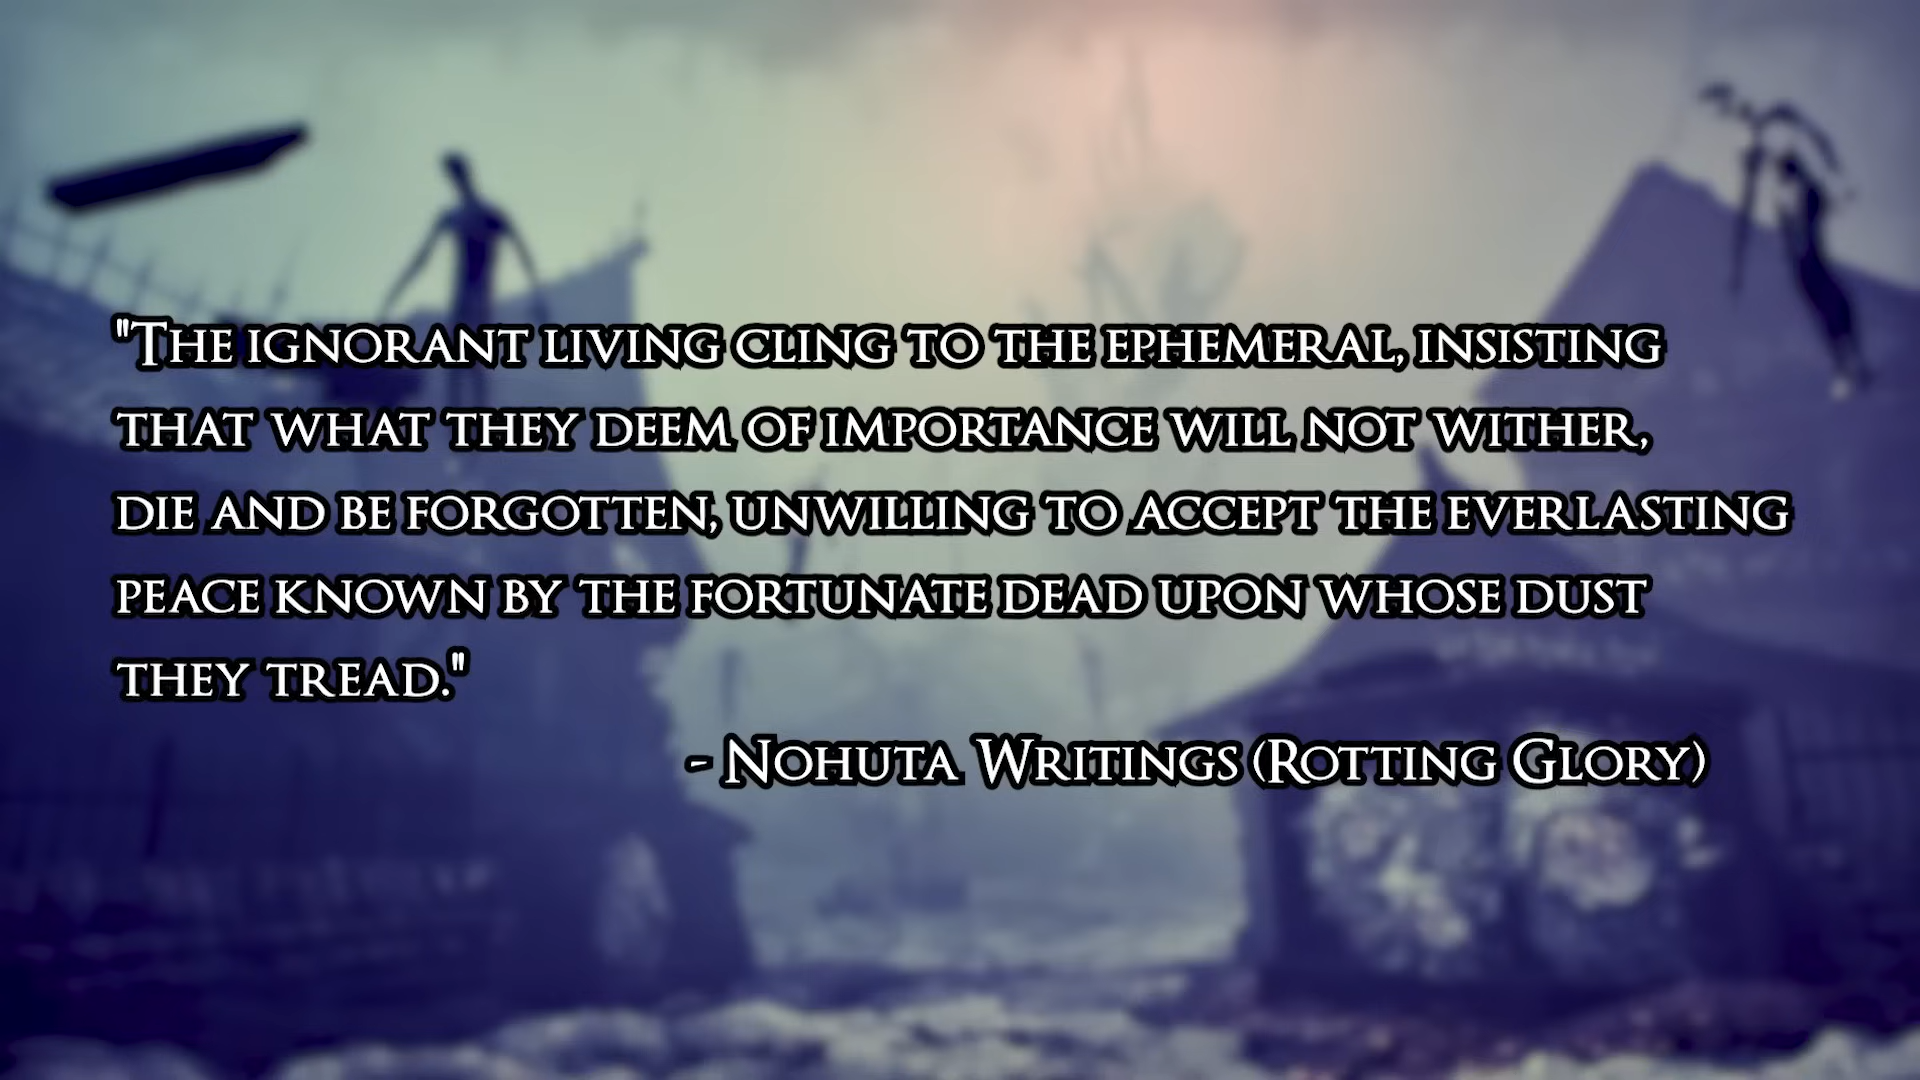 "The ignorant living cling to the ephemeral, insisting
that what they deem of importance will not wither,
die and be forgotten, unwilling to accept the everlasting
peace known by the fortunate dead upon whose dust
they tread."
- Nohuta Writings (Rotting Glory)